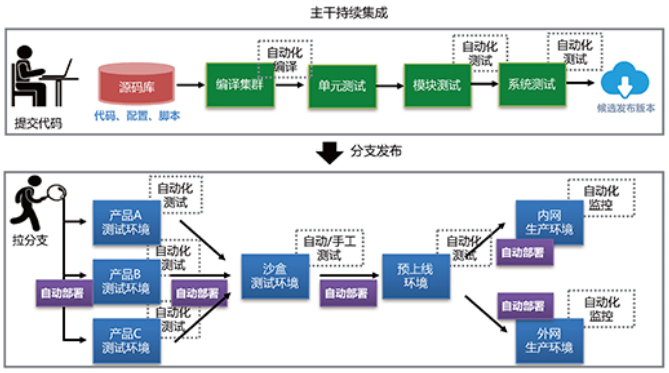 主干持续集成
提交代码
源码库
代码、配置、脚本
编译集群
自动化
编译
单元测试
模块测试
自动化
测试
系统测试
自动化
测试
候选发布版本
分支发布
拉分支
自动部署
产品A
测试环境
自动化
测试
产品B
测试环境
自动化
测试
产品C
测试环境
自动化
测试
自动部署
沙盒
测试环境
自动/手工
测试
自动部署
预上线
环境
自动化
测试
自动部署
内网
生产环境
自动化
监控
自动部署
外网
生产环境
自动化
监控